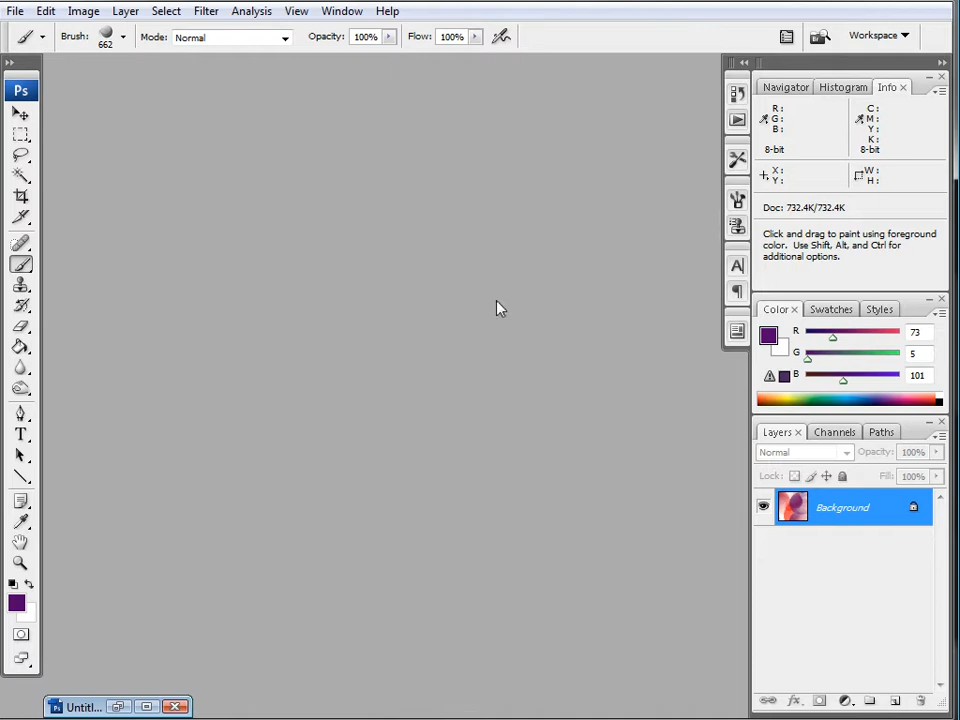 File Edit Image Layer Select Filter Analysis View Window Help
Brush: 662 Mode: Normal Opacity: 100% Flow: 100% Workspace
Ps
Navigator Histogram Info
R: C:
G: M:
B: Y:
K:
8-bit 8-bit
X: W:
Y: H:
Doc: 732.4K/732.4K
Click and drag to paint using foreground
color. Use Shift, Alt, and Ctrl for
additional options.
Color Swatches Styles
R 73
G 5
B 101
Layers Channels Paths
Normal Opacity: 100%
Lock: Fill: 100%
Background
T
A
Ps Untitl...